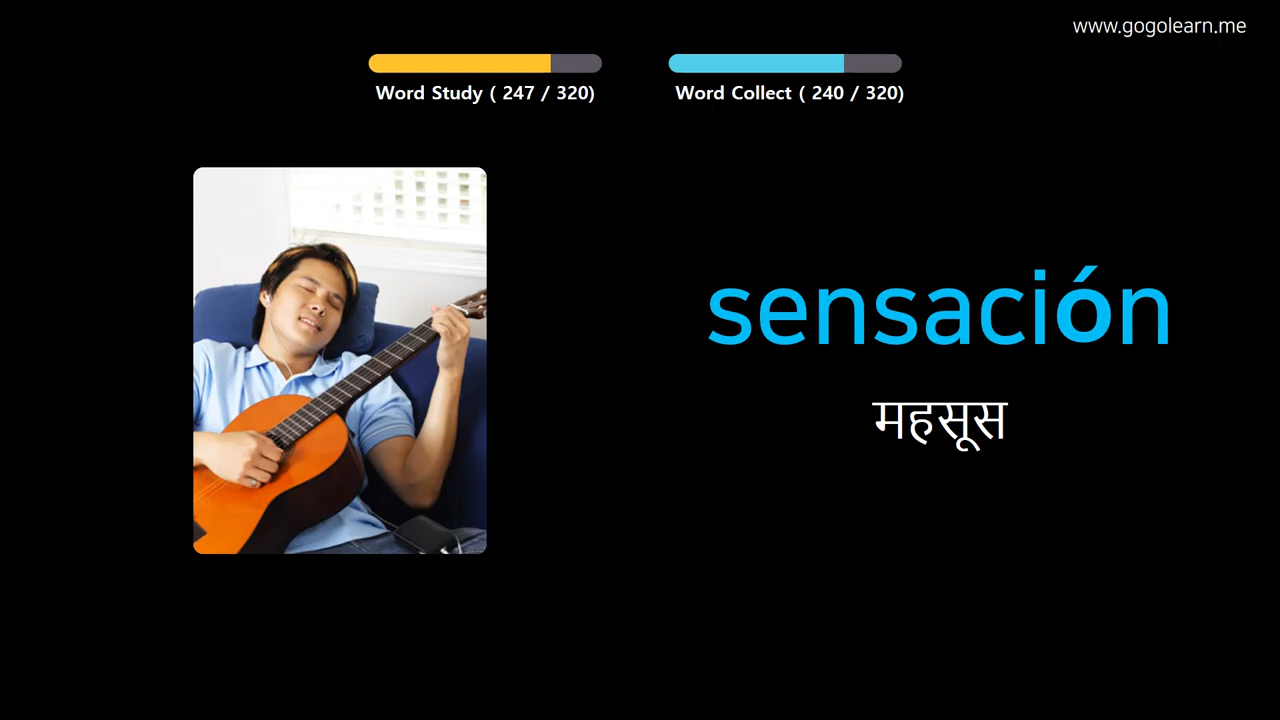 www.gogolearn.me
Word Study ( 247 / 320)
Word Collect ( 240 / 320)
sensación
महसूस